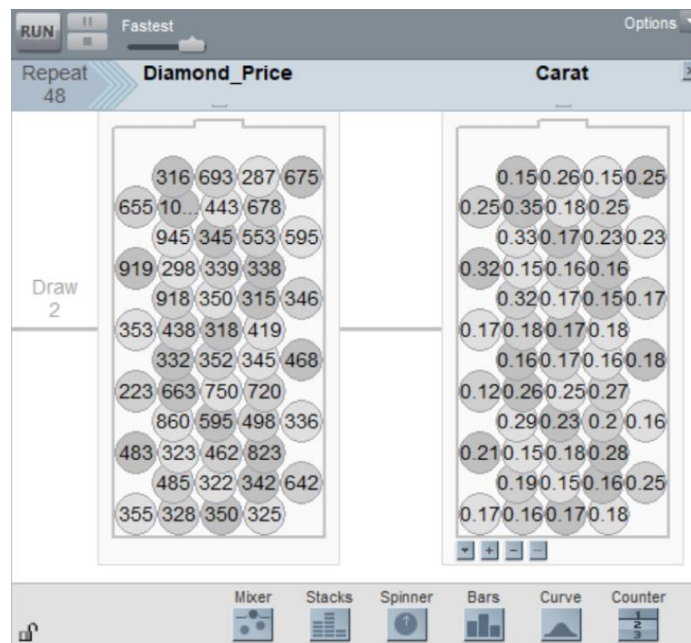 RUN Fastest Options
Repeat Diamond_Price Carat
48
316 693 287 675 0.15 0.26 0.15 0.25
655 10... 443 678 0.25 0.35 0.18 0.25
945 345 553 595 0.33 0.17 0.23 0.23
919 298 339 338 0.32 0.15 0.16 0.16
Draw
2
918 350 315 346 0.32 0.17 0.15 0.17
353 438 318 419 0.17 0.18 0.17 0.18
332 352 345 468 0.16 0.17 0.16 0.18
223 663 750 720 0.12 0.26 0.25 0.27
860 595 498 336 0.29 0.23 0.2 0.16
483 323 462 823 0.21 0.15 0.18 0.28
485 322 342 642 0.19 0.15 0.16 0.25
355 328 350 325 0.17 0.16 0.17 0.18
Mixer Stacks Spinner Bars Curve Counter
1
2
3